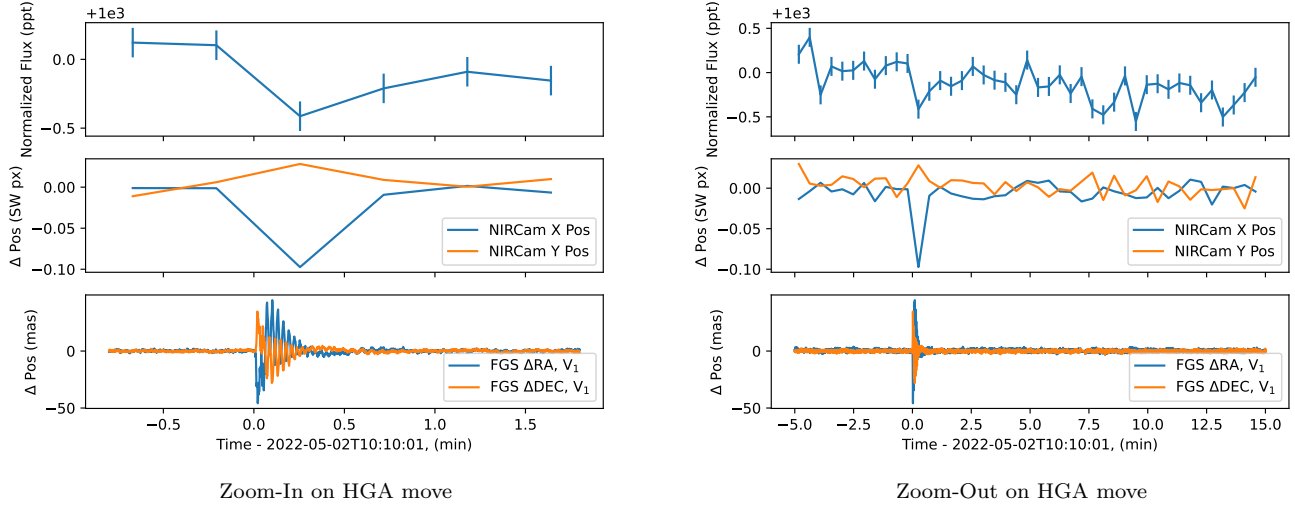 +1e3
Normalized Flux (ppt)
0.0
−0.5
Δ Pos (SW px)
0.00
−0.05
−0.10
NIRCam X Pos
NIRCam Y Pos
Δ Pos (mas)
0
−50
FGS ΔRA, V₁
FGS ΔDEC, V₁
−0.5 0.0 0.5 1.0 1.5
Time - 2022-05-02T10:10:01, (min)
Zoom-In on HGA move
+1e3
Normalized Flux (ppt)
0.5
0.0
−0.5
Δ Pos (SW px)
0.00
−0.05
−0.10
NIRCam X Pos
NIRCam Y Pos
Δ Pos (mas)
0
−50
FGS ΔRA, V₁
FGS ΔDEC, V₁
−5.0 −2.5 0.0 2.5 5.0 7.5 10.0 12.5 15.0
Time - 2022-05-02T10:10:01, (min)
Zoom-Out on HGA move